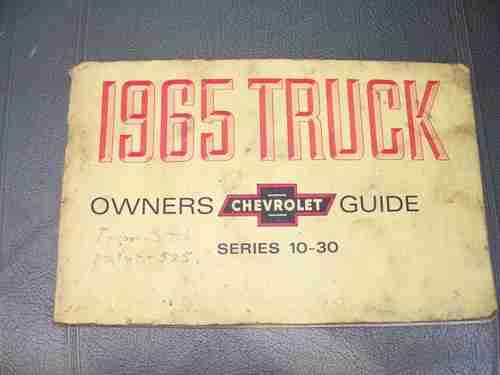 1965 TRUCK
OWNERS CHEVROLET GUIDE
SERIES 10-30